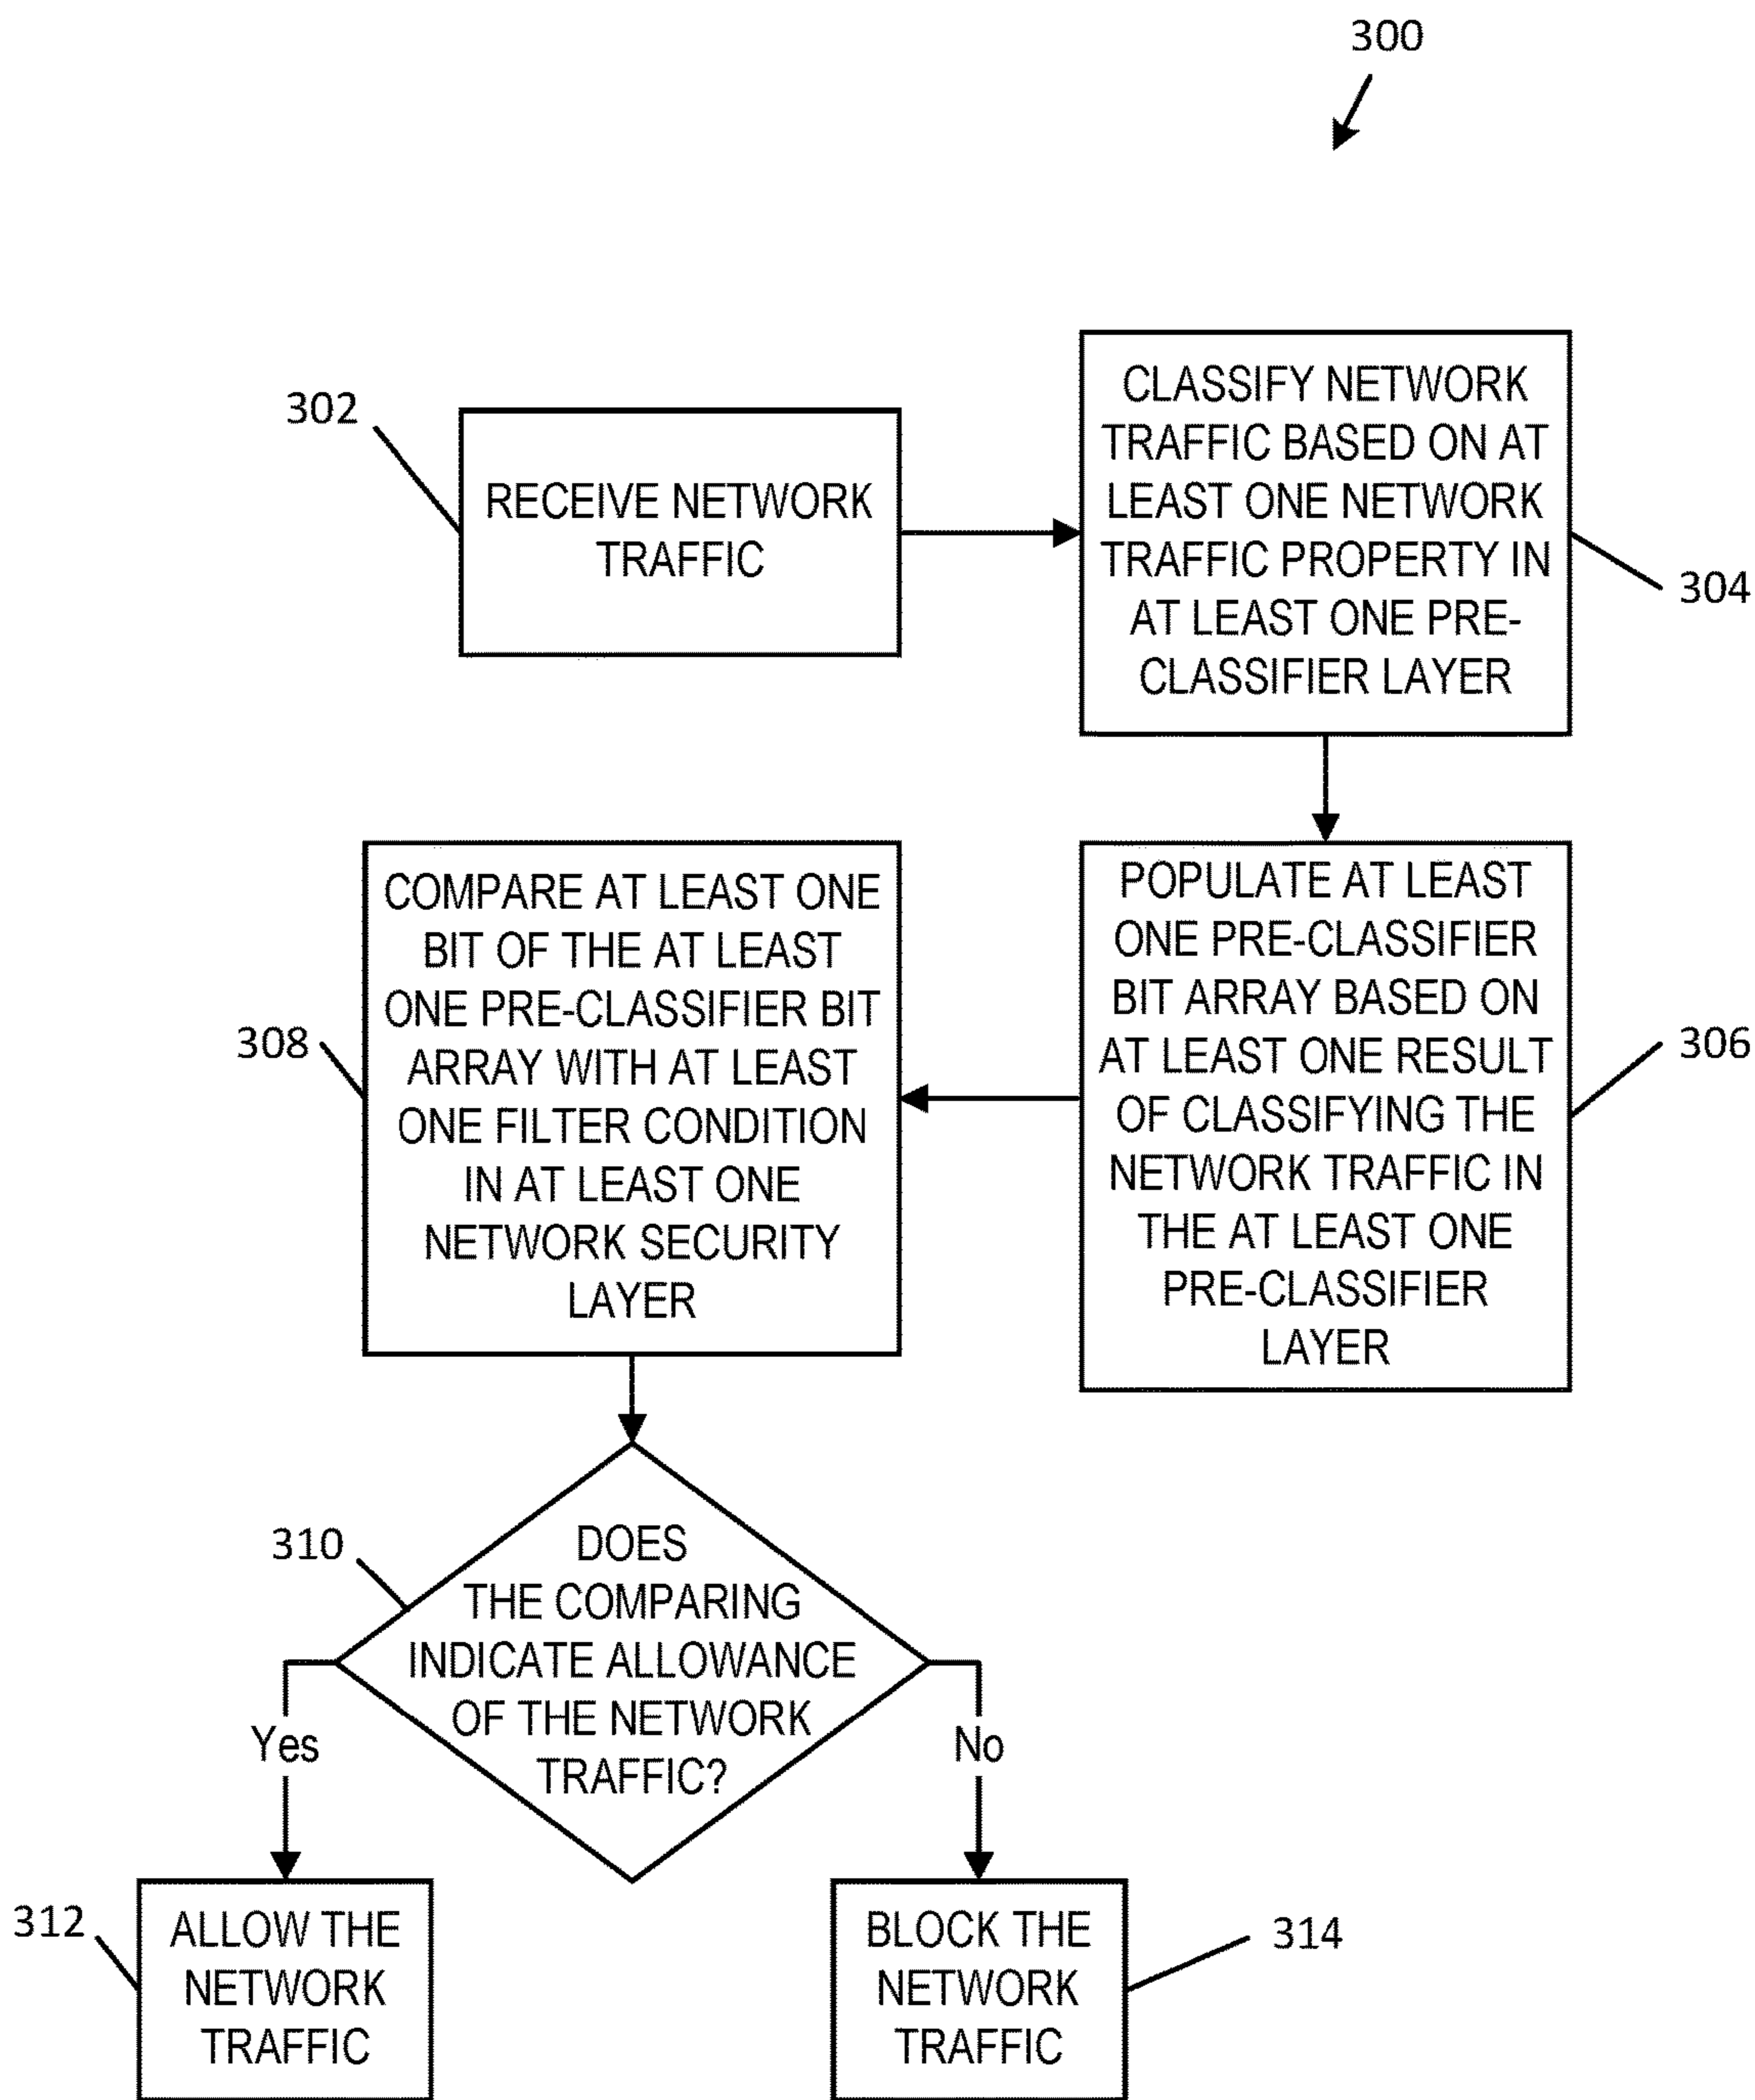 300
302
RECEIVE NETWORK
TRAFFIC
CLASSIFY NETWORK
TRAFFIC BASED ON AT
LEAST ONE NETWORK
TRAFFIC PROPERTY IN
AT LEAST ONE PRE-
CLASSIFIER LAYER
304
POPULATE AT LEAST
ONE PRE-CLASSIFIER
BIT ARRAY BASED ON
AT LEAST ONE RESULT
OF CLASSIFYING THE
NETWORK TRAFFIC IN
THE AT LEAST ONE
PRE-CLASSIFIER
LAYER
306
308
COMPARE AT LEAST ONE
BIT OF THE AT LEAST
ONE PRE-CLASSIFIER BIT
ARRAY WITH AT LEAST
ONE FILTER CONDITION
IN AT LEAST ONE
NETWORK SECURITY
LAYER
310
DOES
THE COMPARING
INDICATE ALLOWANCE
OF THE NETWORK
TRAFFIC?
Yes
No
312
ALLOW THE
NETWORK
TRAFFIC
BLOCK THE
NETWORK
TRAFFIC
314